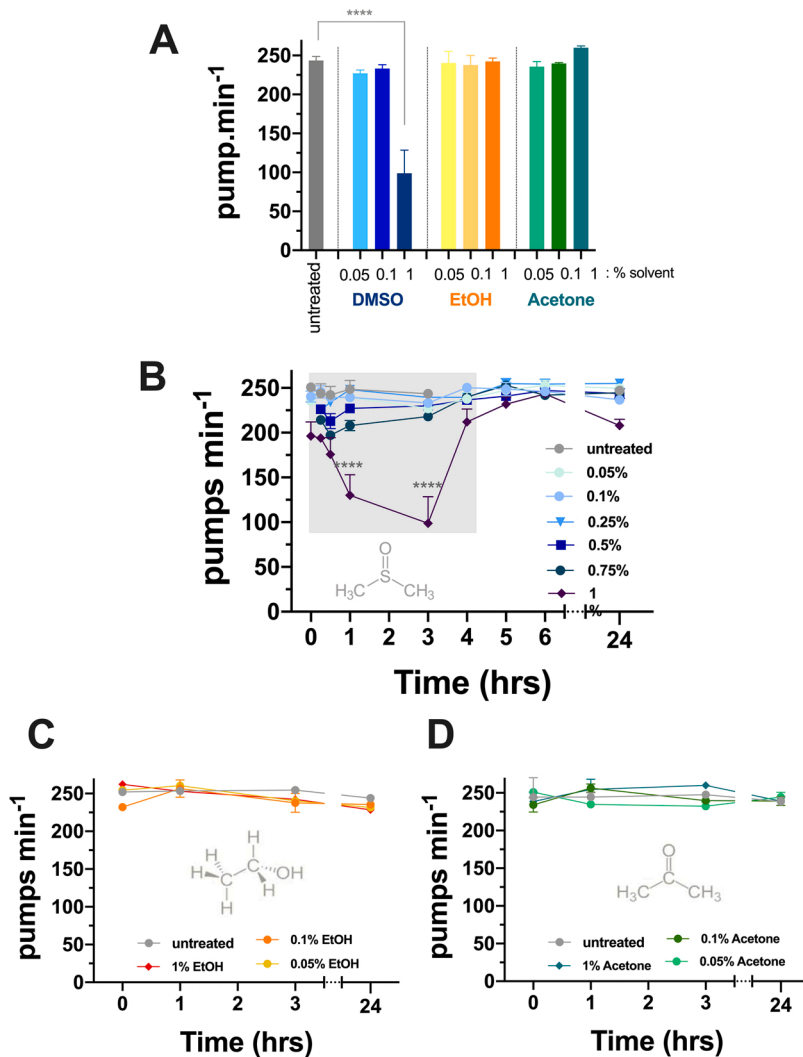 A
****
pump.min-1
250
200
150
100
50
0
untreated
0.05 0.1 1
0.05 0.1 1
0.05 0.1 1
: % solvent
DMSO
EtOH
Acetone
B
pumps min-1
250
200
150
100
50
0
****
****
O
S
H3C
CH3
untreated
0.05%
0.1%
0.25%
0.5%
0.75%
1
%
0 1 3 4 5 6 24
Time (hrs)
C
pumps min-1
250
200
150
100
50
0
H
H
H
C
C
OH
H
H
untreated
0.1% EtOH
1% EtOH
0.05% EtOH
0 1 2 3 24
Time (hrs)
D
pumps min-1
250
200
150
100
50
0
O
C
H3C
CH3
untreated
0.1% Acetone
1% Acetone
0.05% Acetone
0 1 2 3 24
Time (hrs)